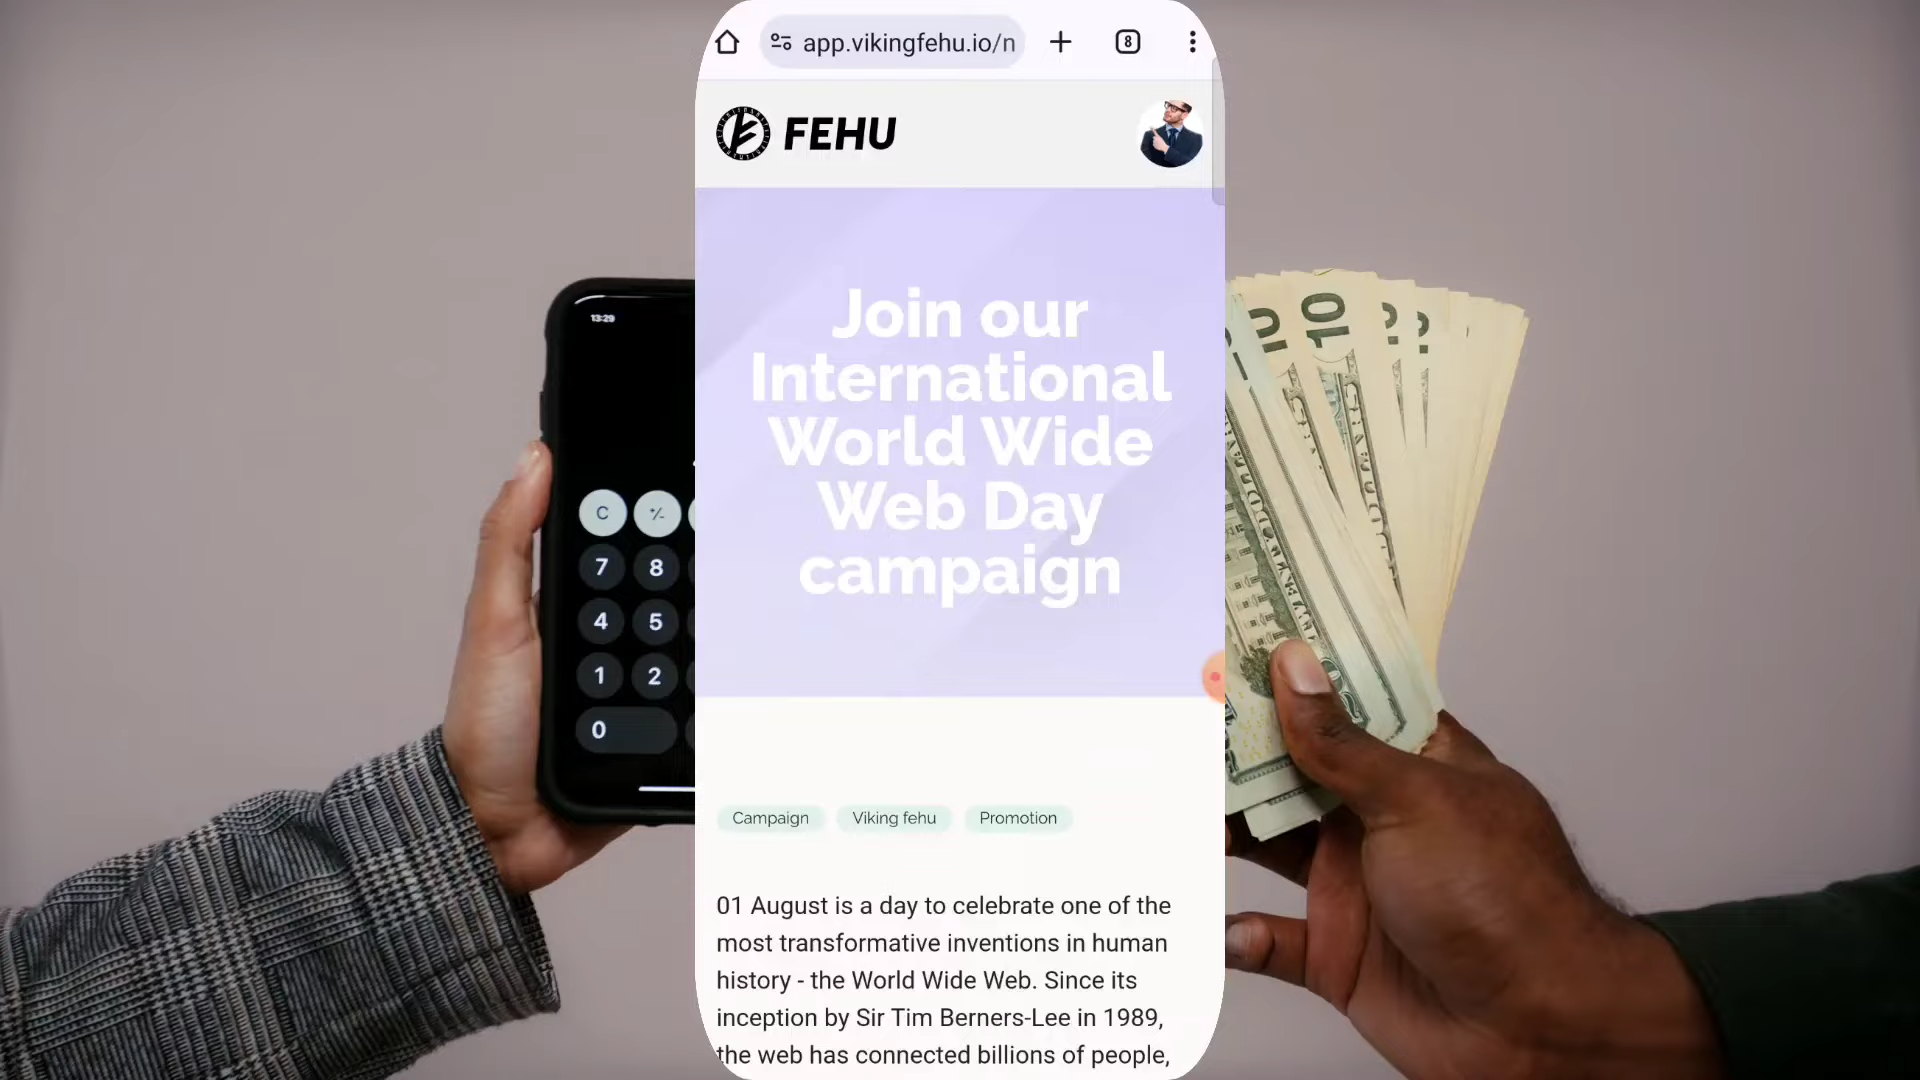 app.vikingfehu.io/n
8
FEHU
Join our
International
World Wide
Web Day
campaign
Campaign
Viking fehu
Promotion
01 August is a day to celebrate one of the
most transformative inventions in human
history - the World Wide Web. Since its
inception by Sir Tim Berners-Lee in 1989,
the web has connected billions of people,
13:29
C
+/-
7
8
4
5
1
2
0
10
10